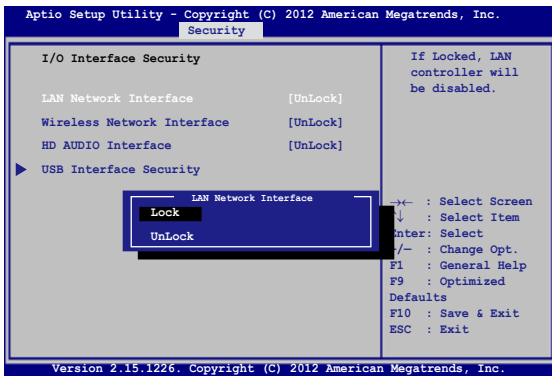 Aptio Setup Utility - Copyright (C) 2012 American Megatrends, Inc.
Security
I/O Interface Security
LAN Network Interface [UnLock]
Wireless Network Interface [UnLock]
HD AUDIO Interface [UnLock]
USB Interface Security
If Locked, LAN
controller will
be disabled.
LAN Network Interface
Lock
UnLock
→← : Select Screen
↑↓ : Select Item
Enter: Select
+/— : Change Opt.
F1 : General Help
F9 : Optimized
Defaults
F10 : Save & Exit
ESC : Exit
Version 2.15.1226. Copyright (C) 2012 American Megatrends, Inc.